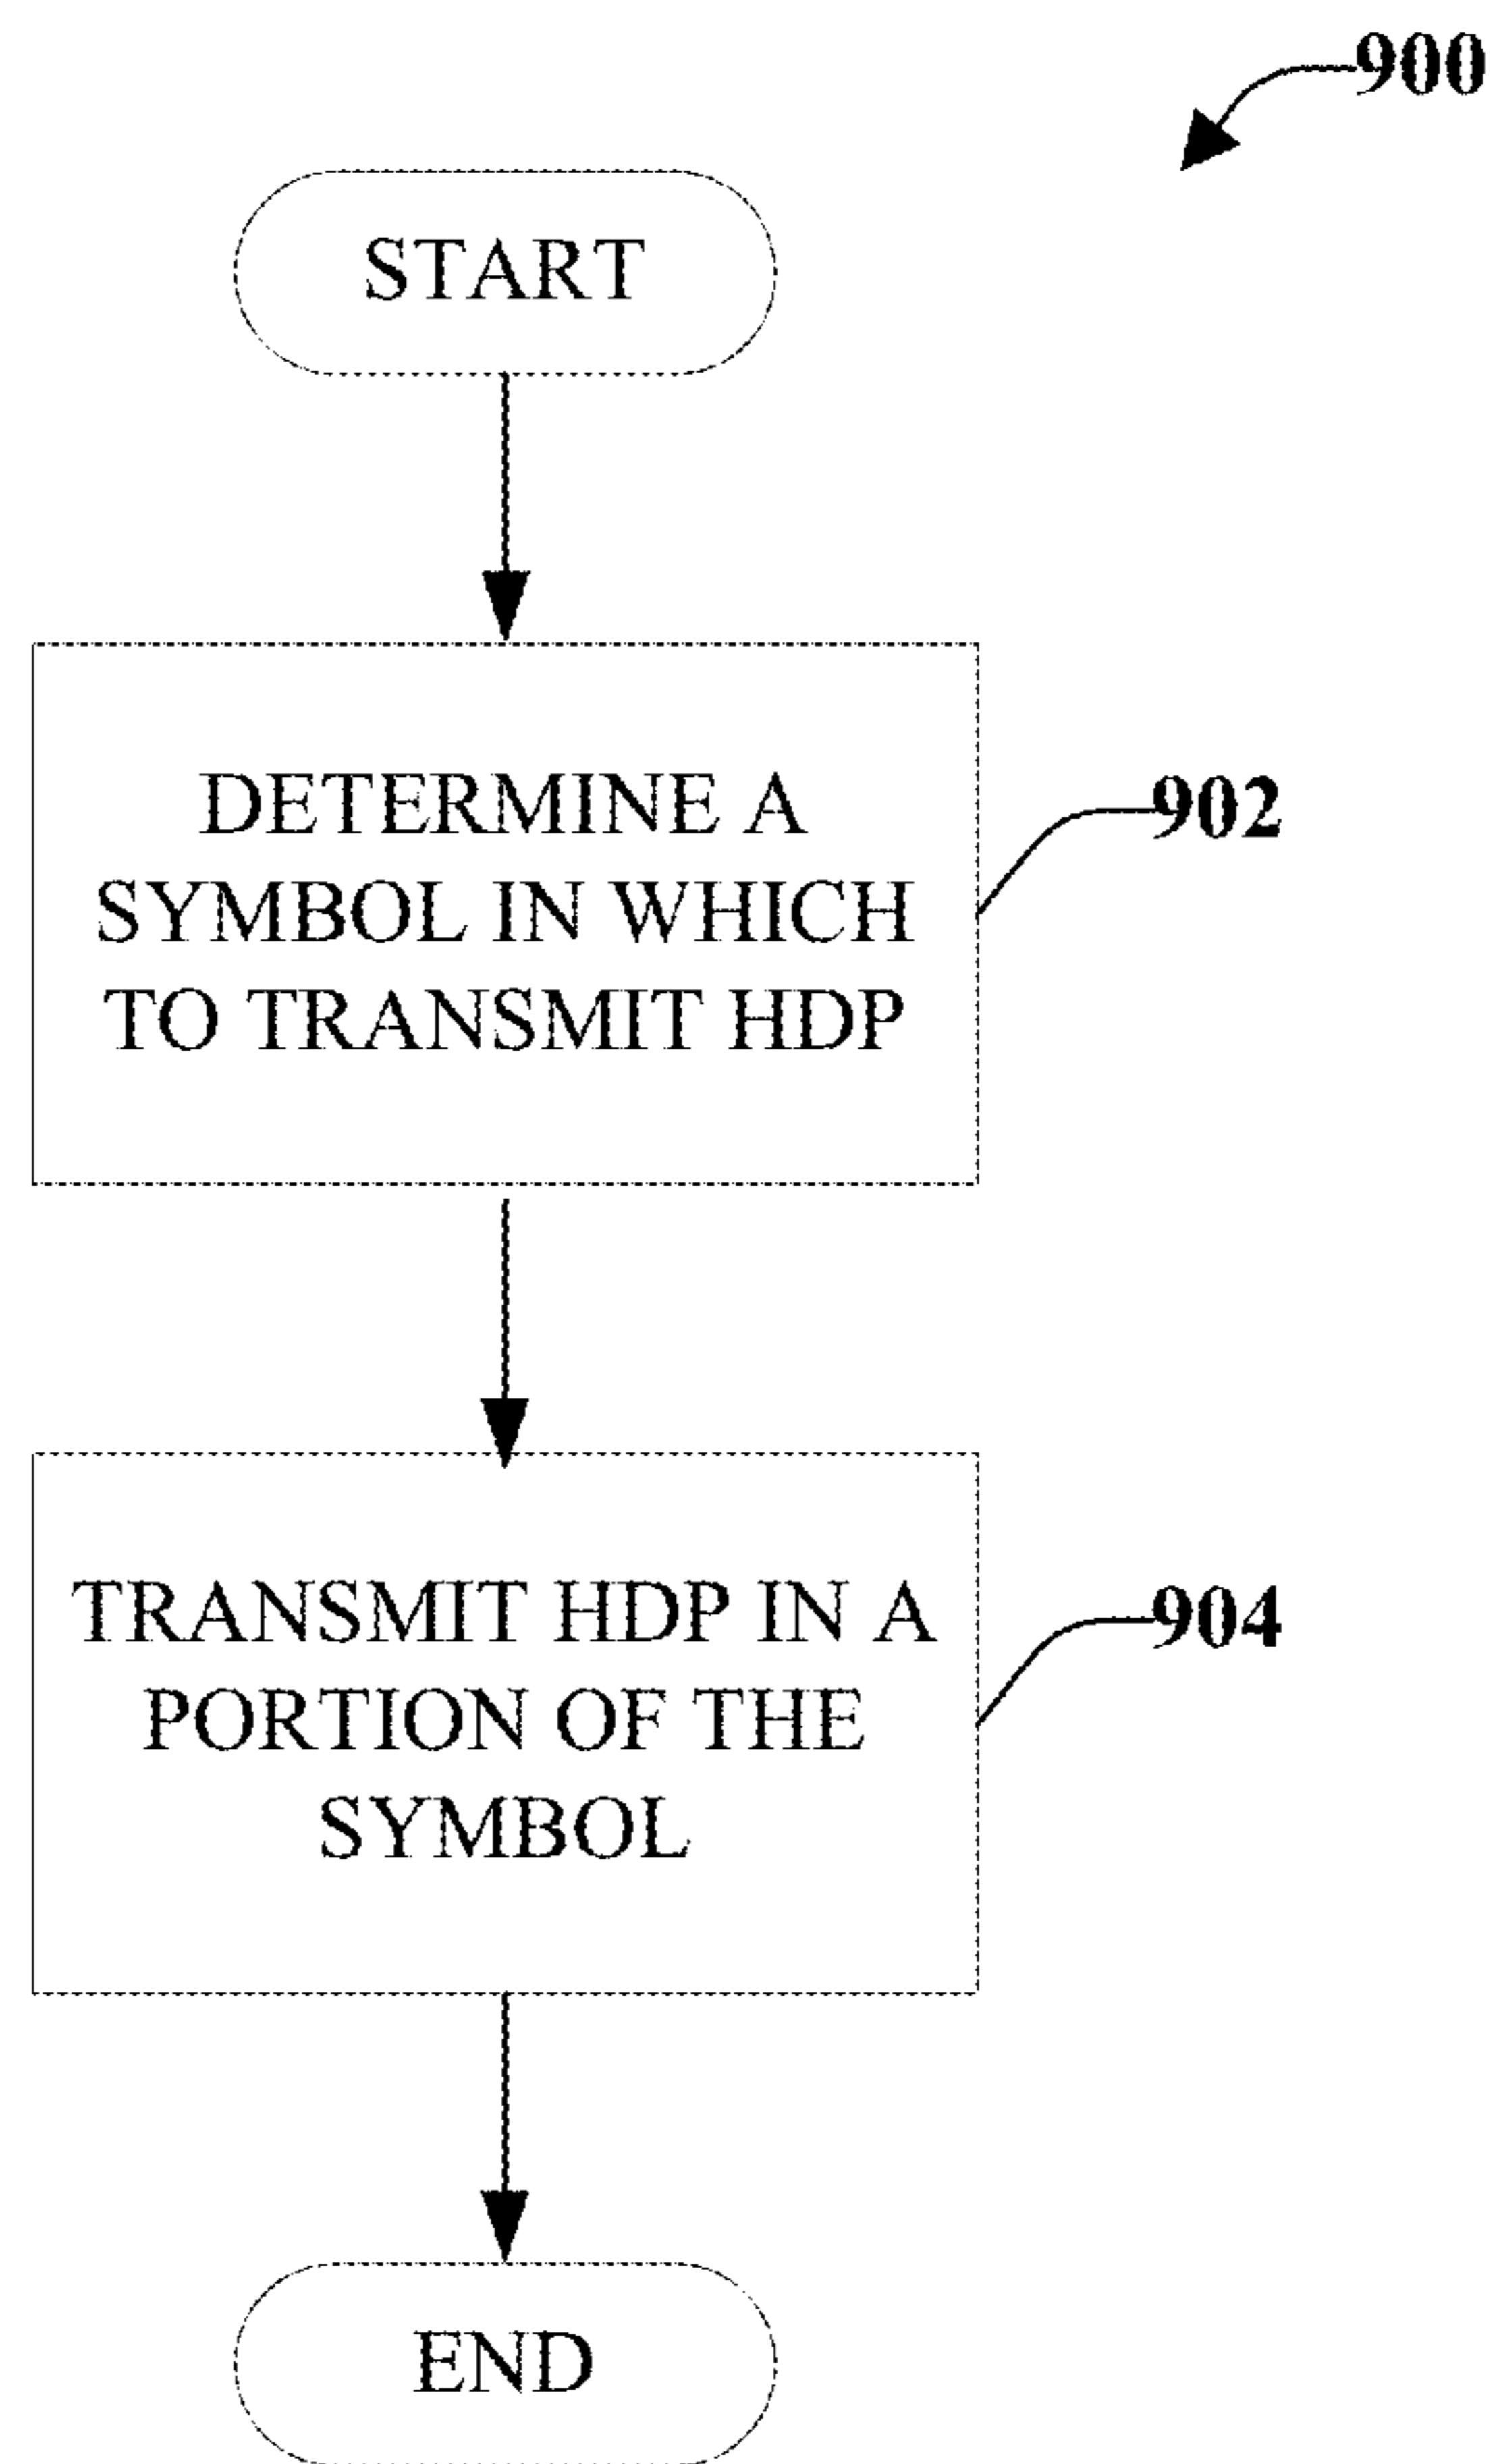 900
START
DETERMINE A
SYMBOL IN WHICH
TO TRANSMIT HDP
902
TRANSMIT HDP IN A
PORTION OF THE
SYMBOL
904
END